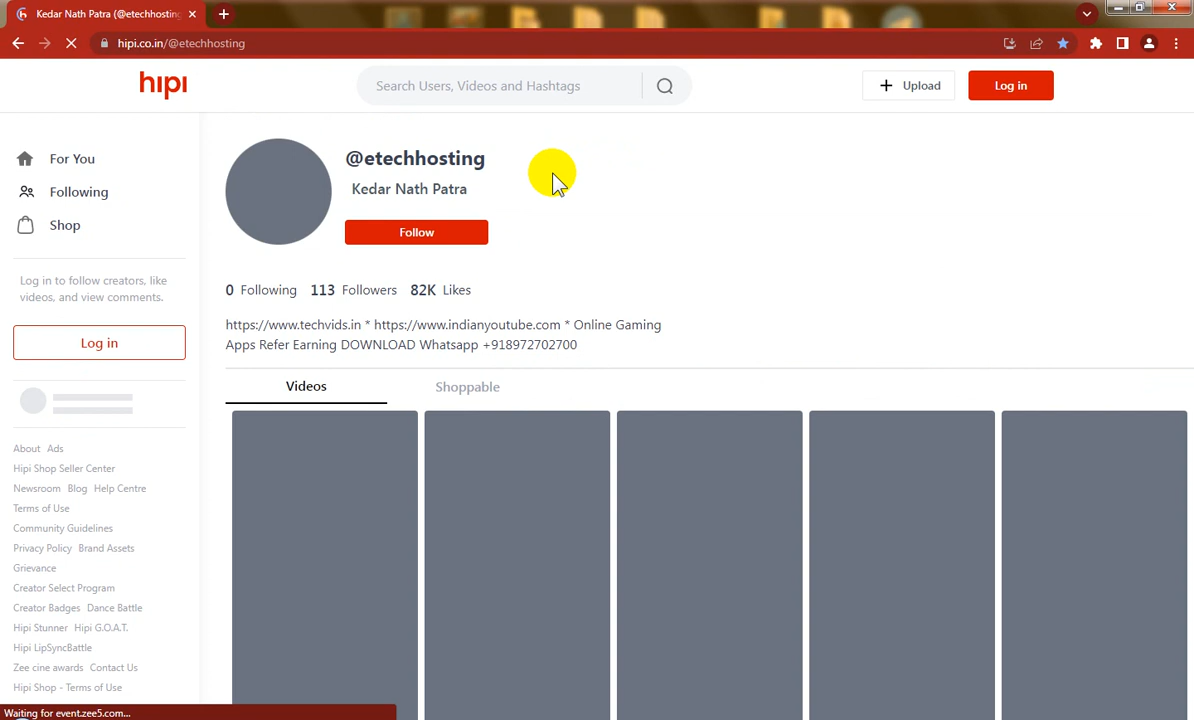 Kedar Nath Patra (@etechhosting
hipi.co.in/@etechhosting
hipi
Search Users, Videos and Hashtags
Upload
Log in
For You
Following
Shop
Log in to follow creators, like
videos, and view comments.
Log in
About Ads
Hipi Shop Seller Center
Newsroom Blog Help Centre
Terms of Use
Community Guidelines
Privacy Policy Brand Assets
Grievance
Creator Select Program
Creator Badges Dance Battle
Hipi Stunner Hipi G.O.A.T.
Hipi LipSyncBattle
Zee cine awards Contact Us
Hipi Shop - Terms of Use
@etechhosting
Kedar Nath Patra
Follow
0 Following 113 Followers 82K Likes
https://www.techvids.in * https://www.indianyoutube.com * Online Gaming
Apps Refer Earning DOWNLOAD Whatsapp +918972702700
Videos Shoppable
Waiting for event.zee5.com...